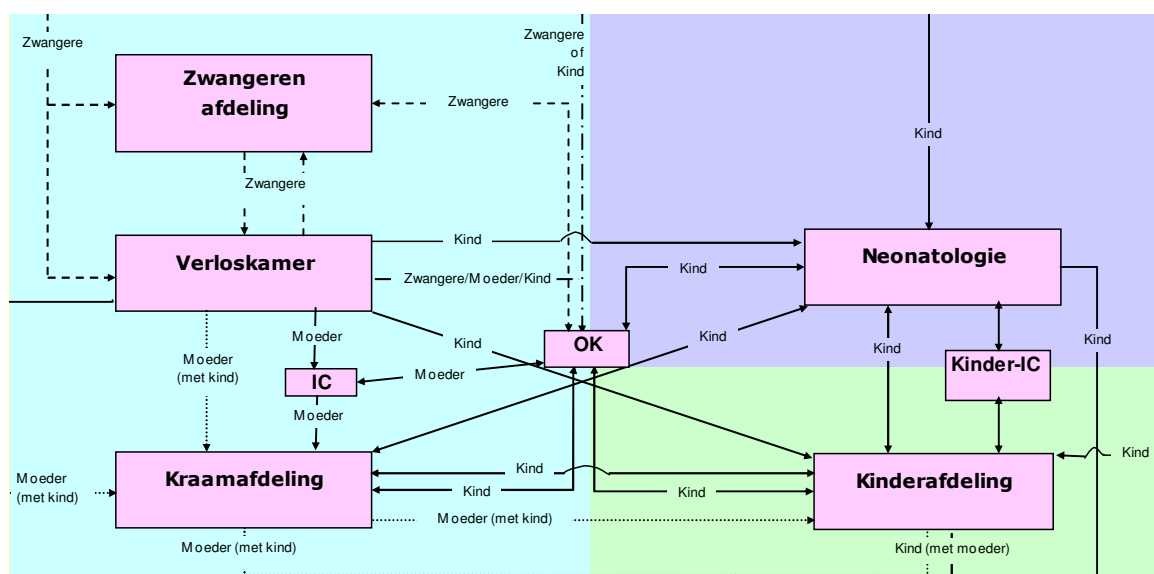 Zwangere
Zwangere
of
Kind
Zwangeren
afdeling
Zwangere
Kind
Zwangere
Verloskamer
Kind
Neonatologie
Zwangere/Moeder/Kind
Kind
Moeder
Kind
OK
Kind
Kind
Kind
Moeder
(met kind)
IC
Moeder
Kinder-IC
Moeder
Kraamafdeling
Kind
Kinderafdeling
Kind
Moeder
(met kind)
Kind
Kind
Moeder (met kind)
Moeder (met kind)
Kind (met moeder)